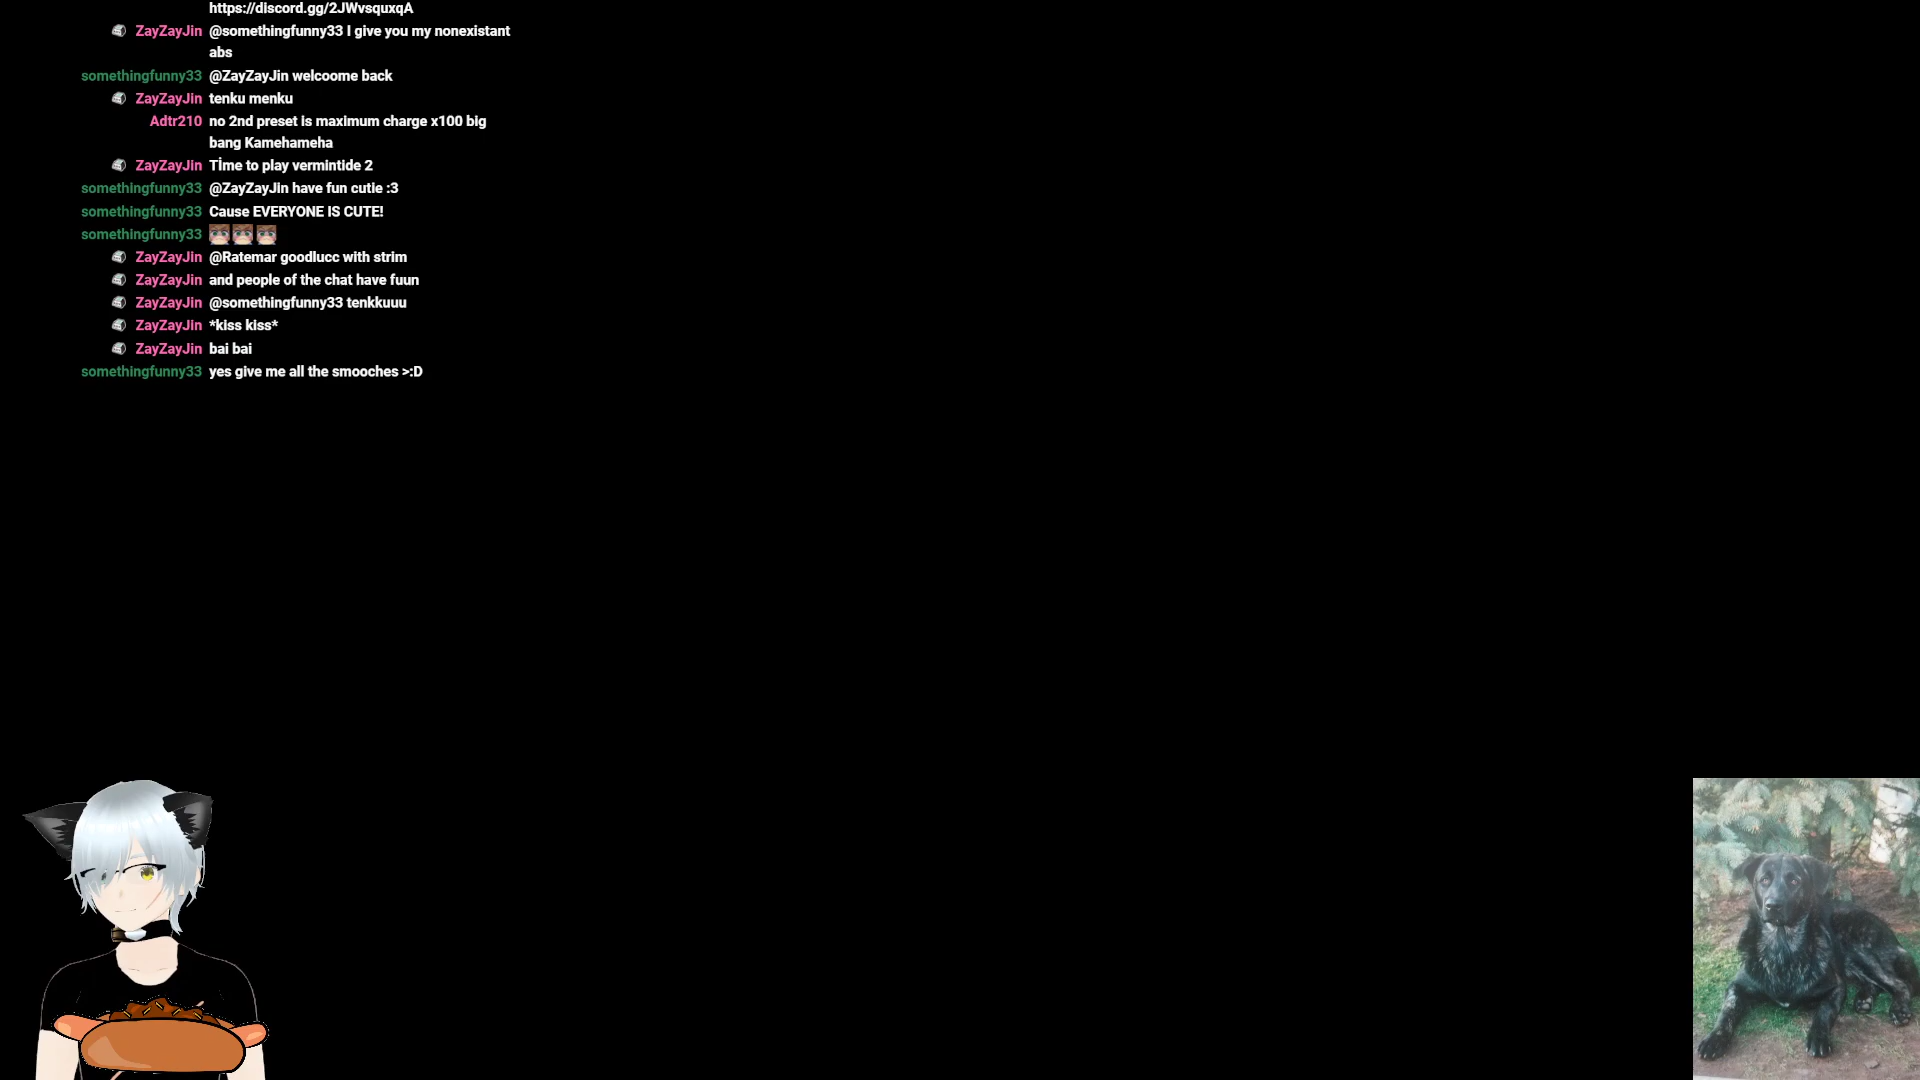 https://discord.gg/2JWvsquxqA
ZayZayJin @somethingfunny33 I give you my nonexistant
abs
somethingfunny33 @ZayZayJin welcoome back
ZayZayJin tenku menku
Adtr210 no 2nd preset is maximum charge x100 big
bang Kamehameha
ZayZayJin Tİme to play vermintide 2
somethingfunny33 @ZayZayJin have fun cutie :3
somethingfunny33 Cause EVERYONE IS CUTE!
somethingfunny33
ZayZayJin @Ratemar goodlucc with strim
ZayZayJin and people of the chat have fuun
ZayZayJin @somethingfunny33 tenkkuuu
ZayZayJin *kiss kiss*
ZayZayJin bai bai
somethingfunny33 yes give me all the smooches >:D